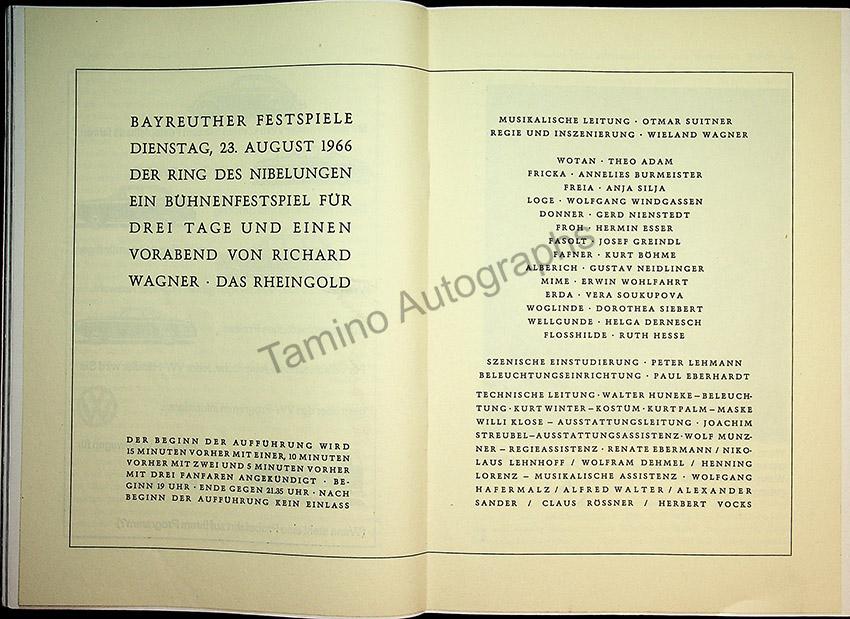 BAYREUTHER FESTSPIELE
DIENSTAG, 23. AUGUST 1966
DER RING DES NIBELUNGEN
EIN BÜHNENFESTSPIEL FÜR
DREI TAGE UND EINEN
VORABEND VON RICHARD
WAGNER · DAS RHEINGOLD
DER BEGINN DER AUFFÜHRUNG WIRD
15 MINUTEN VORHER MIT EINER, 10 MINUTEN
VORHER MIT ZWEI UND 5 MINUTEN VORHER
MIT DREI FANFAREN ANGEKÜNDIGT · BE-
GINN 19 UHR · ENDE GEGEN 21.35 UHR · NACH
BEGINN DER AUFFÜHRUNG KEIN EINLASS
MUSIKALISCHE LEITUNG · OTMAR SUITNER
REGIE UND INSZENIERUNG · WIELAND WAGNER
WOTAN · THEO ADAM
FRICKA · ANNELIES BURMEISTER
FREIA · ANJA SILJA
LOGE · WOLFGANG WINDGASSEN
DONNER · GERD NIENSTEDT
FROH · HERMIN ESSER
FASOLT · JOSEF GREINDL
FAFNER · KURT BÖHME
ALBERICH · GUSTAV NEIDLINGER
MIME · ERWIN WOHLFAHRT
ERDA · VERA SOUKUPOVA
WOGLINDE · DOROTHEA SIEBERT
WELLGUNDE · HELGA DERNESCH
FLOSSHILDE · RUTH HESSE
SZENISCHE EINSTUDIERUNG · PETER LEHMANN
BELEUCHTUNGSEINRICHTUNG · PAUL EBERHARDT
TECHNISCHE LEITUNG · WALTER HUNEKE – BELEUCH-
TUNG · KURT WINTER – KOSTÜM · KURT PALM – MASKE
WILLI KLOSE – AUSSTATTUNGSLEITUNG · JOACHIM
STREUBEL – AUSSTATTUNGSASSISTENZ · WOLF MÜNZ-
NER – REGIEASSISTENZ · RENATE EBERMANN / NIKO-
LAUS LEHNHOFF / WOLFRAM DEHMEL / HENNING
LORENZ – MUSIKALISCHE ASSISTENZ · WOLFGANG
HAFERMALZ / ALFRED WALTER / ALEXANDER
SANDER / CLAUS RÖSSNER / HERBERT VOCKS
Tamino Autographs